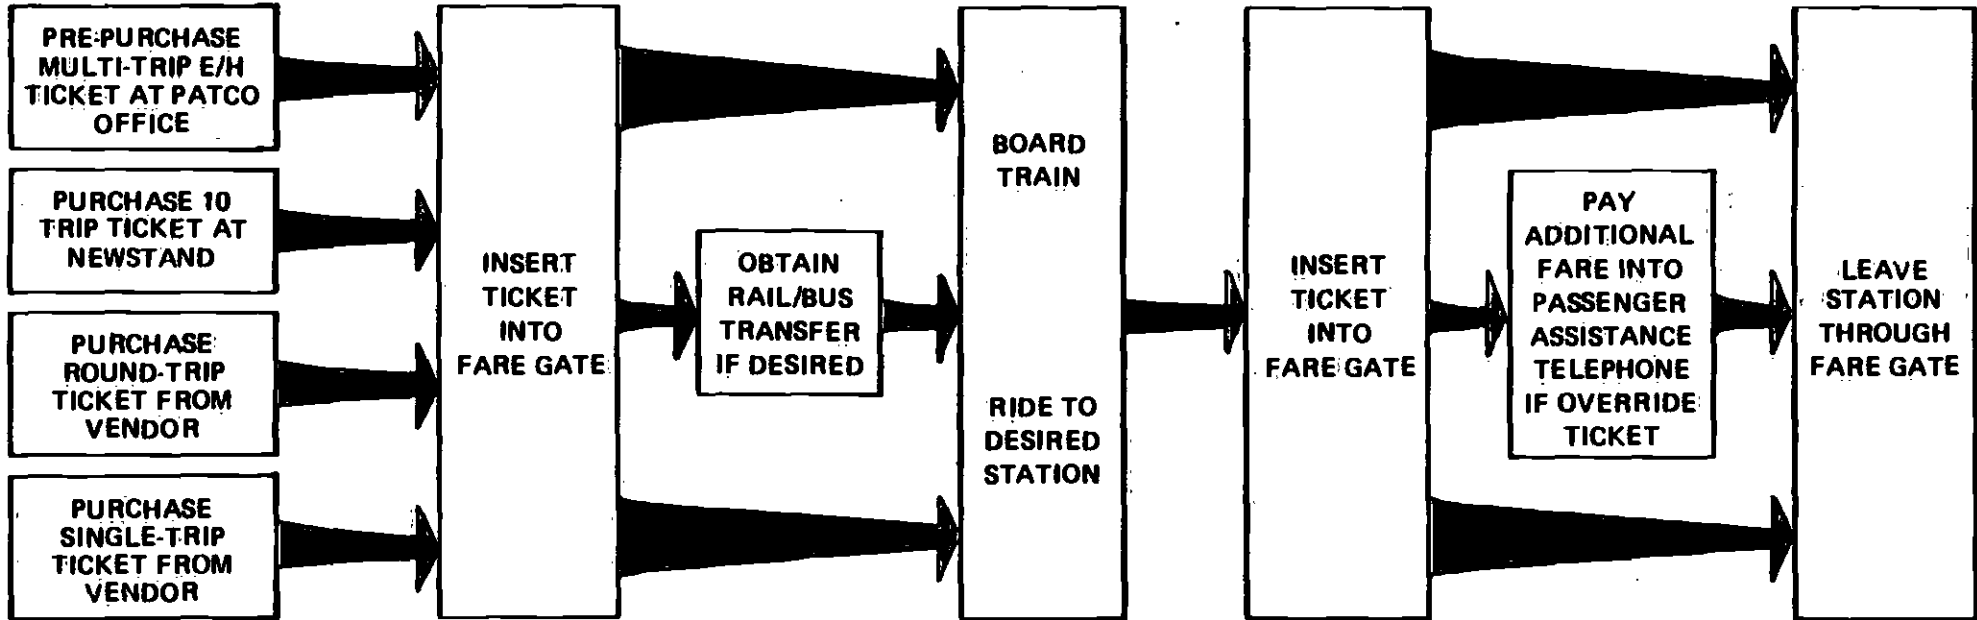 PRE-PURCHASE
MULTI-TRIP E/H
TICKET AT PATCO
OFFICE
PURCHASE 10
TRIP TICKET AT
NEWSTAND
PURCHASE
ROUND-TRIP
TICKET FROM
VENDOR
PURCHASE
SINGLE-TRIP
TICKET FROM
VENDOR
INSERT
TICKET
INTO
FARE GATE
OBTAIN
RAIL/BUS
TRANSFER
IF DESIRED
BOARD
TRAIN
RIDE TO
DESIRED
STATION
INSERT
TICKET
INTO
FARE GATE
PAY
ADDITIONAL
FARE INTO
PASSENGER
ASSISTANCE
TELEPHONE
IF OVERRIDE
TICKET
LEAVE
STATION
THROUGH
FARE GATE